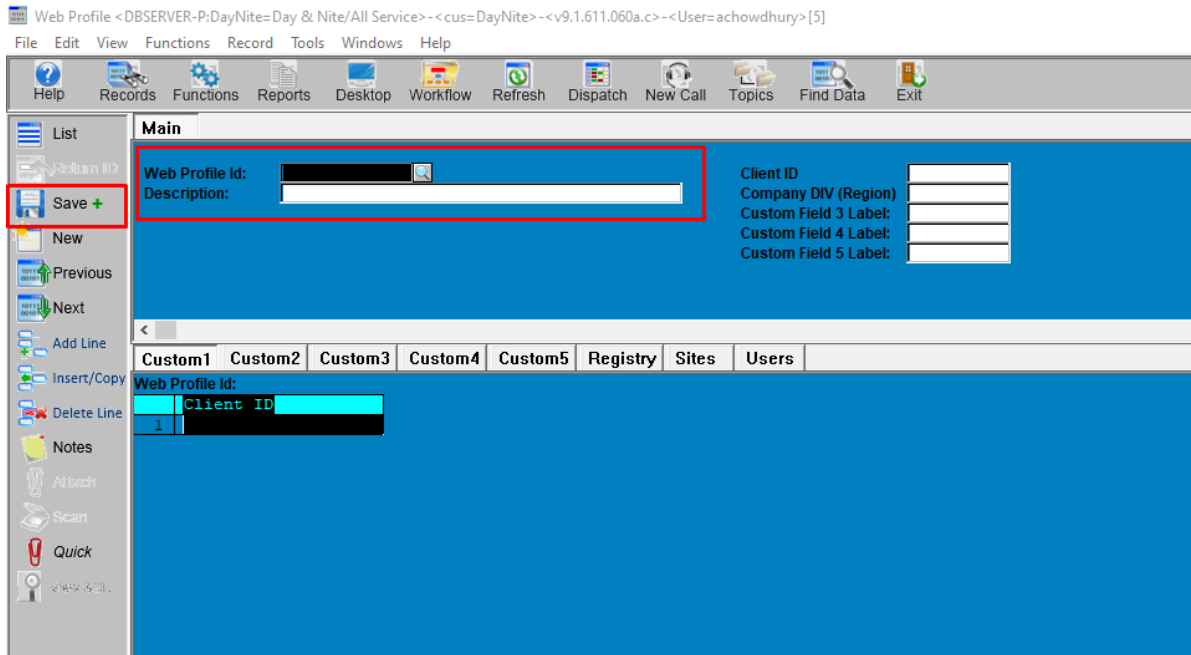 Web Profile <DBSERVER-P:DayNite=Day & Nite/All Service>-<cus=DayNite>-<v9.1.611.060a.c>-<User=achowdhury>[5]
File Edit View Functions Record Tools Windows Help
Help Records Functions Reports Desktop Workflow Refresh Dispatch New Call Topics Find Data Exit
List
Return ID
Save +
New
Previous
Next
Add Line
Insert/Copy
Delete Line
Notes
Attach
Scan
Quick
Main
Web Profile Id:
Description:
Client ID
Company DIV (Region)
Custom Field 3 Label:
Custom Field 4 Label:
Custom Field 5 Label:
<
Custom1 Custom2 Custom3 Custom4 Custom5 Registry Sites Users
Web Profile Id:
Client ID
1